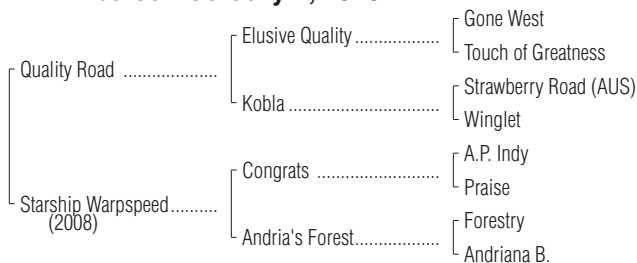 Elusive Quality
Gone West
Touch of Greatness
Quality Road
Kobla
Strawberry Road (AUS)
Winglet
Congrats
A.P. Indy
Praise
Starship Warpspeed
(2008)
Andria's Forest
Forestry
Andriana B.